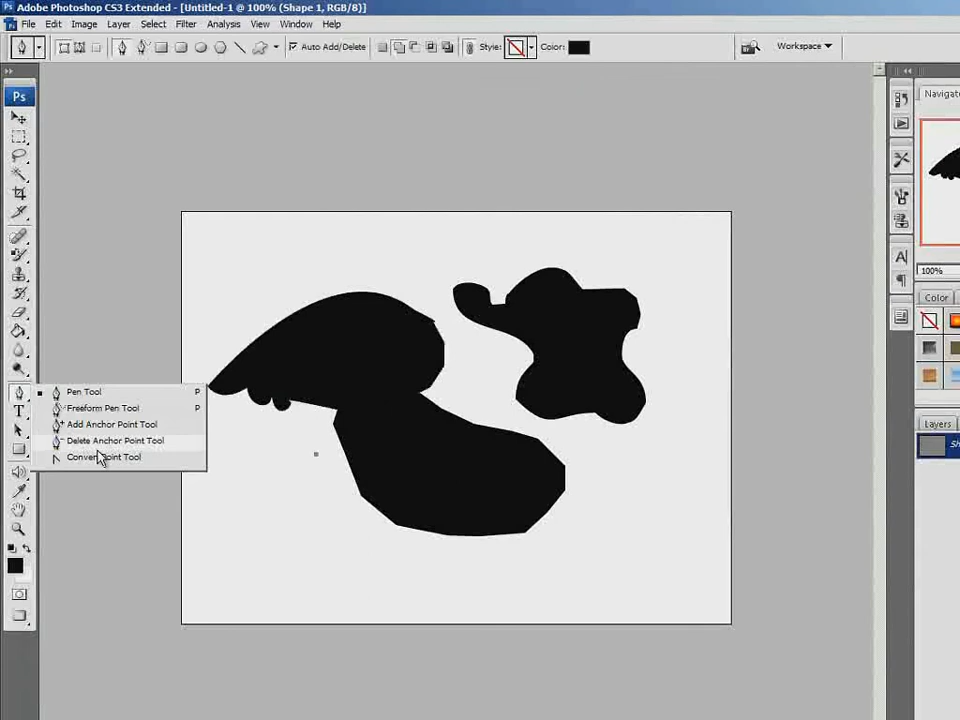 Adobe Photoshop CS3 Extended - [Untitled-1 @ 100% (Shape 1, RGB/8)]
File Edit Image Layer Select Filter Analysis View Window Help
Auto Add/Delete Style: Color: Workspace
Ps
Navigat
Pen Tool P
Freeform Pen Tool P
Add Anchor Point Tool
Delete Anchor Point Tool
Point Tool
T
A
100%
Color
Layers
Sh